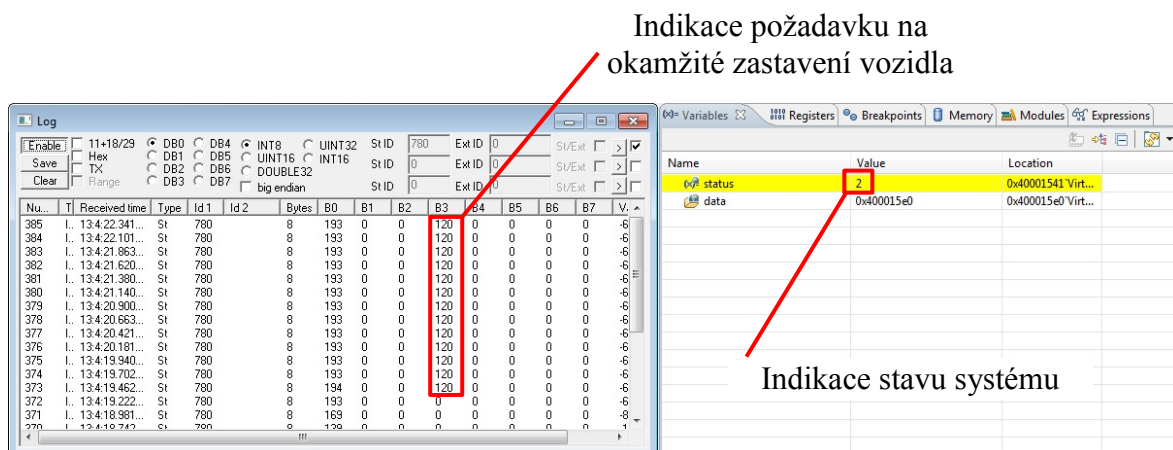 Indikace požadavku na
okamžité zastavení vozidla
Log
Enable 11+18/29 DB0 DB4 INT8 UINT32 St ID 780 Ext ID 0 St/Ext >
Save Hex DB1 DB5 UINT16 INT16 St ID 0 Ext ID 0 St/Ext >
TX DB2 DB6 DOUBLE32
Clear Range DB3 DB7 big endian St ID 0 Ext ID 0 St/Ext >
Nu... T Received time Type Id 1 Id 2 Bytes B0 B1 B2 B3 B4 B5 B6 B7 V.
385 I.. 13:4:22.341... St 780 8 193 0 0 120 0 0 0 0 -6
384 I.. 13:4:22.101... St 780 8 193 0 0 120 0 0 0 0 -6
383 I.. 13:4:21.863... St 780 8 193 0 0 120 0 0 0 0 -6
382 I.. 13:4:21.620... St 780 8 193 0 0 120 0 0 0 0 -6
381 I.. 13:4:21.380... St 780 8 193 0 0 120 0 0 0 0 -6
380 I.. 13:4:21.140... St 780 8 193 0 0 120 0 0 0 0 -6
379 I.. 13:4:20.900... St 780 8 193 0 0 120 0 0 0 0 -6
378 I.. 13:4:20.663... St 780 8 193 0 0 120 0 0 0 0 -6
377 I.. 13:4:20.421... St 780 8 193 0 0 120 0 0 0 0 -6
376 I.. 13:4:20.181... St 780 8 193 0 0 120 0 0 0 0 -6
375 I.. 13:4:19.940... St 780 8 193 0 0 120 0 0 0 0 -6
374 I.. 13:4:19.702... St 780 8 193 0 0 120 0 0 0 0 -6
373 I.. 13:4:19.462... St 780 8 194 0 0 120 0 0 0 0 -6
372 I.. 13:4:19.222... St 780 8 193 0 0 0 0 0 0 0 -6
371 I.. 13:4:18.981... St 780 8 169 0 0 0 0 0 0 0 -8
(x)= Variables Registers Breakpoints Memory Modules Expressions
Name Value Location
status 2 0x40001541`Virt...
data 0x400015e0 0x400015e0`Virt...
Indikace stavu systému